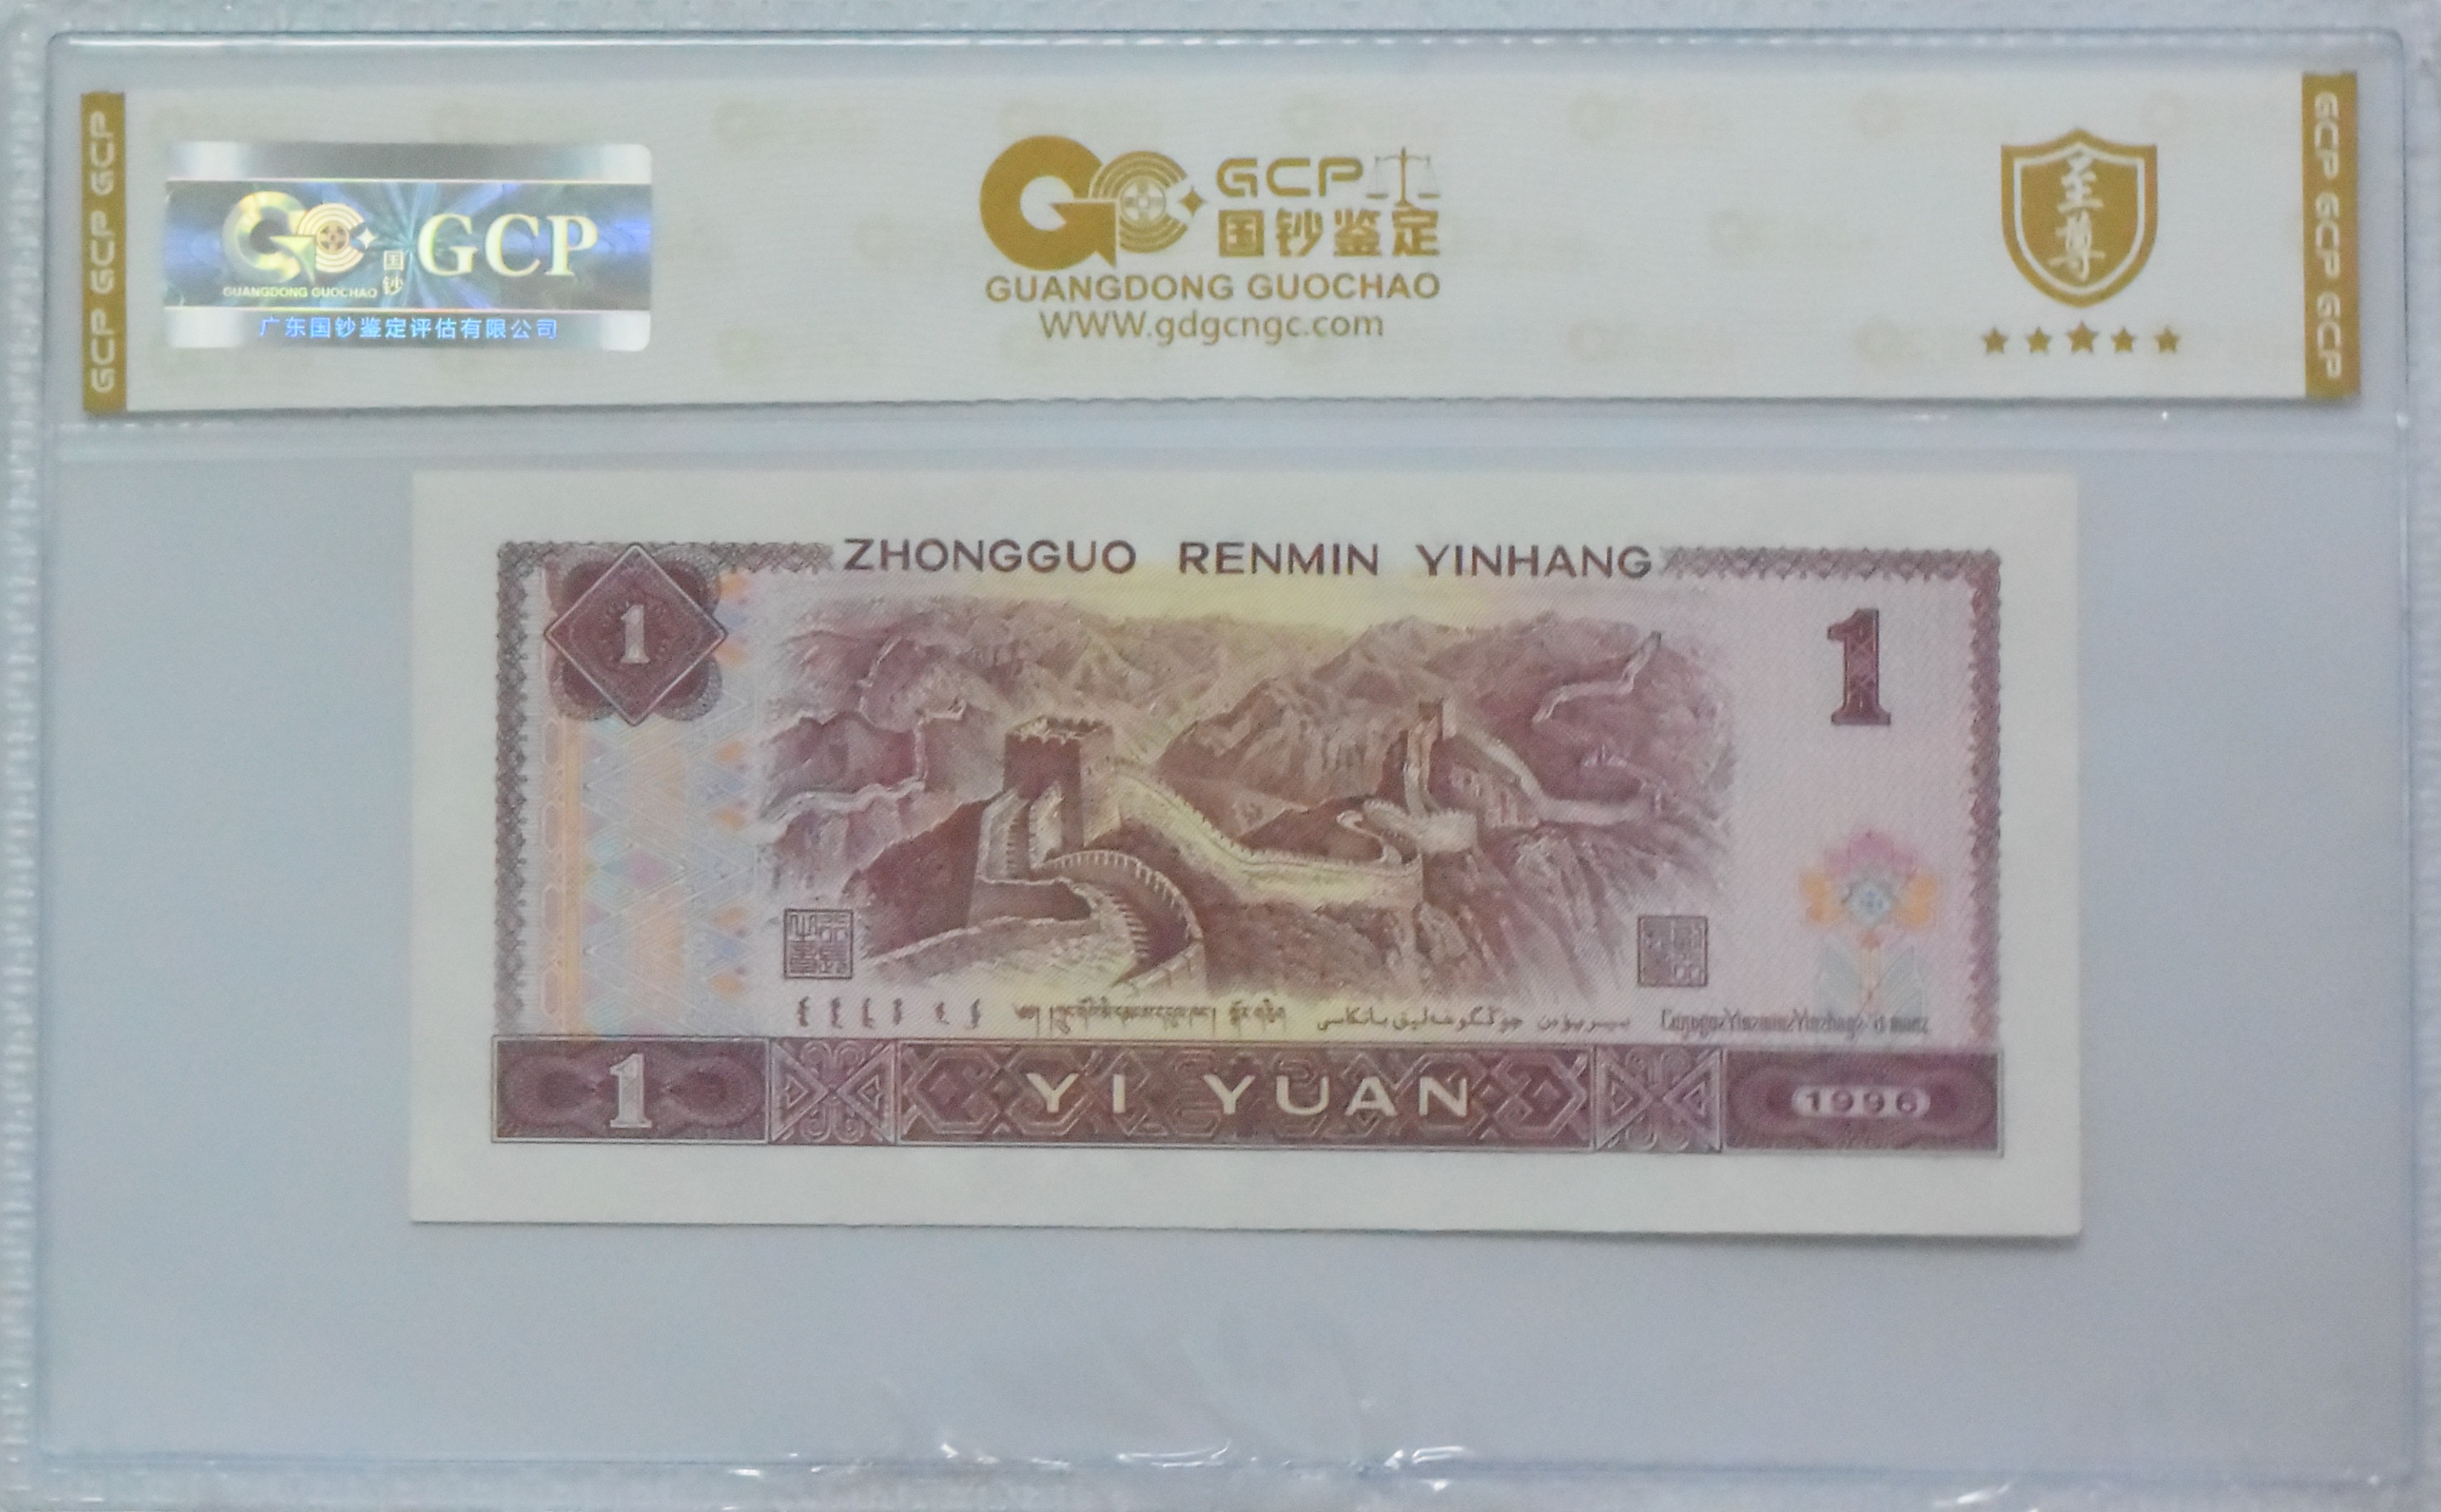 GCP GCP GCP
GCP
国钞
GUANGDONG GUOCHAO
广东国钞鉴定评估有限公司
GCP
国钞鉴定
GUANGDONG GUOCHAO
WWW.gdgcngc.com
至尊
GCP GCP GCP
ZHONGGUO RENMIN YINHANG
1
1
1
YI YUAN
1996